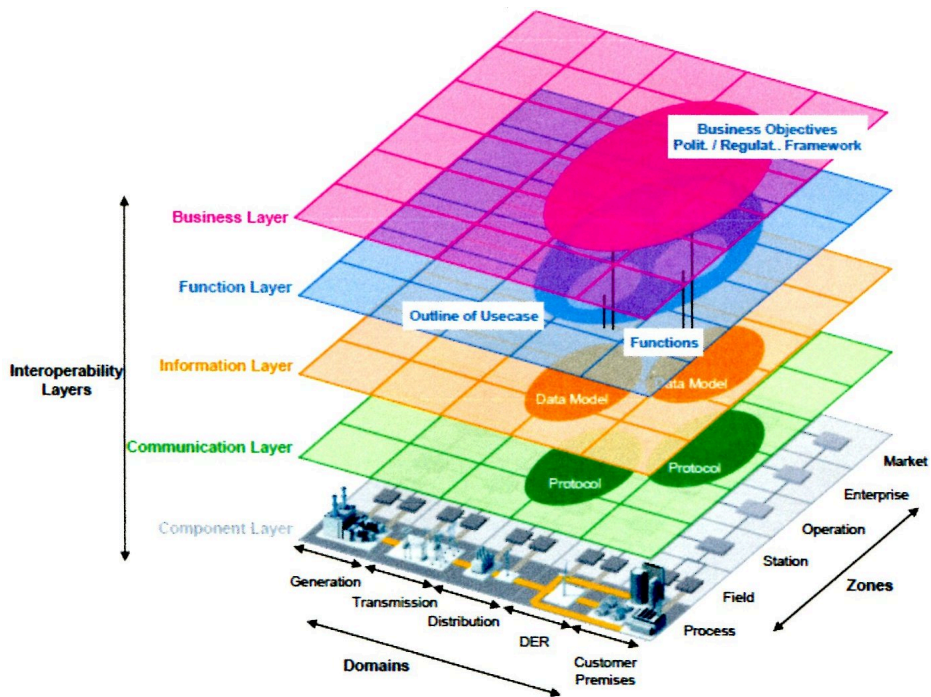 Business Objectives
Polit. / Regulat.. Framework
Business Layer
Function Layer
Outline of Usecase
Functions
Interoperability
Layers
Information Layer
Data Model
Data Model
Communication Layer
Protocol
Protocol
Component Layer
Market
Enterprise
Operation
Station
Field
Process
Zones
Generation
Transmission
Distribution
DER
Customer
Premises
Domains